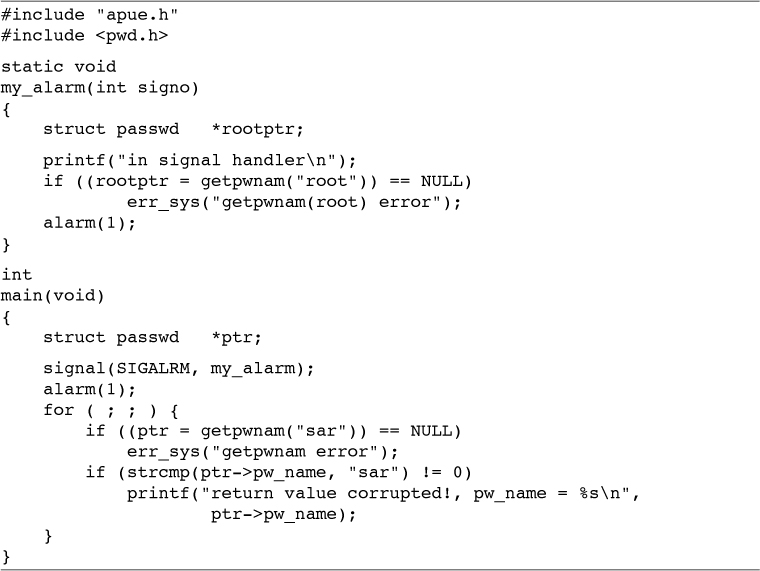 #include "apue.h"
#include <pwd.h>
static void
my_alarm(int signo)
{
    struct passwd   *rootptr;
    printf("in signal handler\n");
    if ((rootptr = getpwnam("root")) == NULL)
            err_sys("getpwnam(root) error");
    alarm(1);
}
int
main(void)
{
    struct passwd   *ptr;
    signal(SIGALRM, my_alarm);
    alarm(1);
    for ( ; ; ) {
        if ((ptr = getpwnam("sar")) == NULL)
            err_sys("getpwnam error");
        if (strcmp(ptr->pw_name, "sar") != 0)
            printf("return value corrupted!, pw_name = %s\n",
                    ptr->pw_name);
    }
}